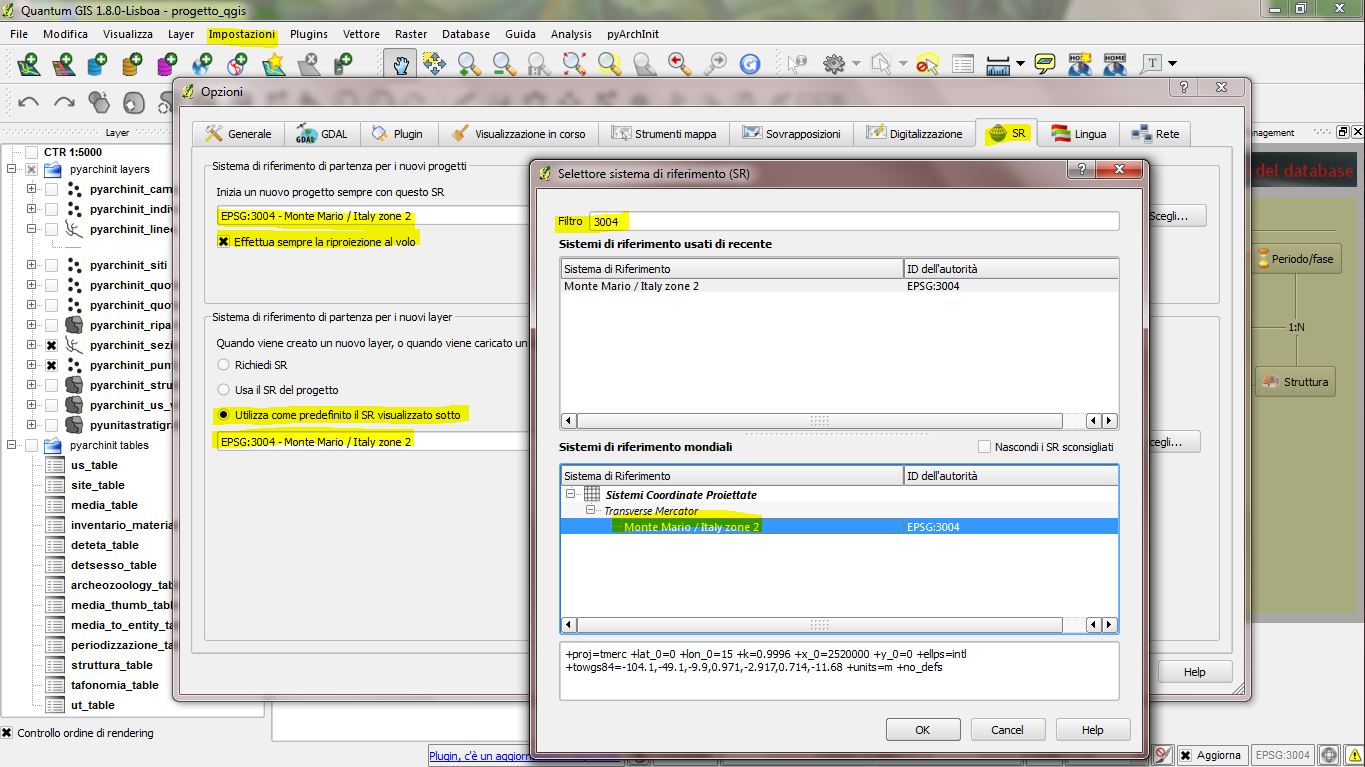 Quantum GIS 1.8.0-Lisboa - progetto_qgis
File Modifica Visualizza Layer Impostazioni Plugins Vettore Raster Database Guida Analysis pyArchInit
Layer
CTR 1:5000
pyarchinit layers
pyarchinit_cam
pyarchinit_indi
pyarchinit_linee
pyarchinit_siti
pyarchinit_quo
pyarchinit_quo
pyarchinit_ripa
pyarchinit_sezi
pyarchinit_pun
pyarchinit_stru
pyarchinit_us_
pyunitastratigra
pyarchinit tables
us_table
site_table
media_table
inventario_materia
deteta_table
detsesso_table
archeozoology_tab
media_thumb_tabl
media_to_entity_ta
periodizzazione_ta
struttura_table
tafonomia_table
ut_table
Controllo ordine di rendering
Opzioni
Generale GDAL Plugin Visualizzazione in corso Strumenti mappa Sovrapposizioni Digitalizzazione SR Lingua Rete
Sistema di riferimento di partenza per i nuovi progetti
Inizia un nuovo progetto sempre con questo SR
EPSG:3004 - Monte Mario / Italy zone 2
Scegli...
Effettua sempre la riproiezione al volo
Sistema di riferimento di partenza per i nuovi layer
Quando viene creato un nuovo layer, o quando viene caricato un
Richiedi SR
Usa il SR del progetto
Utilizza come predefinito il SR visualizzato sotto
EPSG:3004 - Monte Mario / Italy zone 2
cegli...
Help
Selettore sistema di riferimento (SR)
Filtro 3004
Sistemi di riferimento usati di recente
Sistema di Riferimento ID dell'autorità
Monte Mario / Italy zone 2 EPSG:3004
Sistemi di riferimento mondiali Nascondi i SR sconsigliati
Sistema di Riferimento ID dell'autorità
Sistemi Coordinate Proiettate
Transverse Mercator
Monte Mario / Italy zone 2 EPSG:3004
+proj=tmerc +lat_0=0 +lon_0=15 +k=0.9996 +x_0=2520000 +y_0=0 +ellps=intl
+towgs84=-104.1,-49.1,-9.9,0.971,-2.917,0.714,-11.68 +units=m +no_defs
OK Cancel Help
nagement
del database
Periodo/fase
1:N
Struttura
Plugin, c'è un aggiorn
Aggiorna EPSG:3004